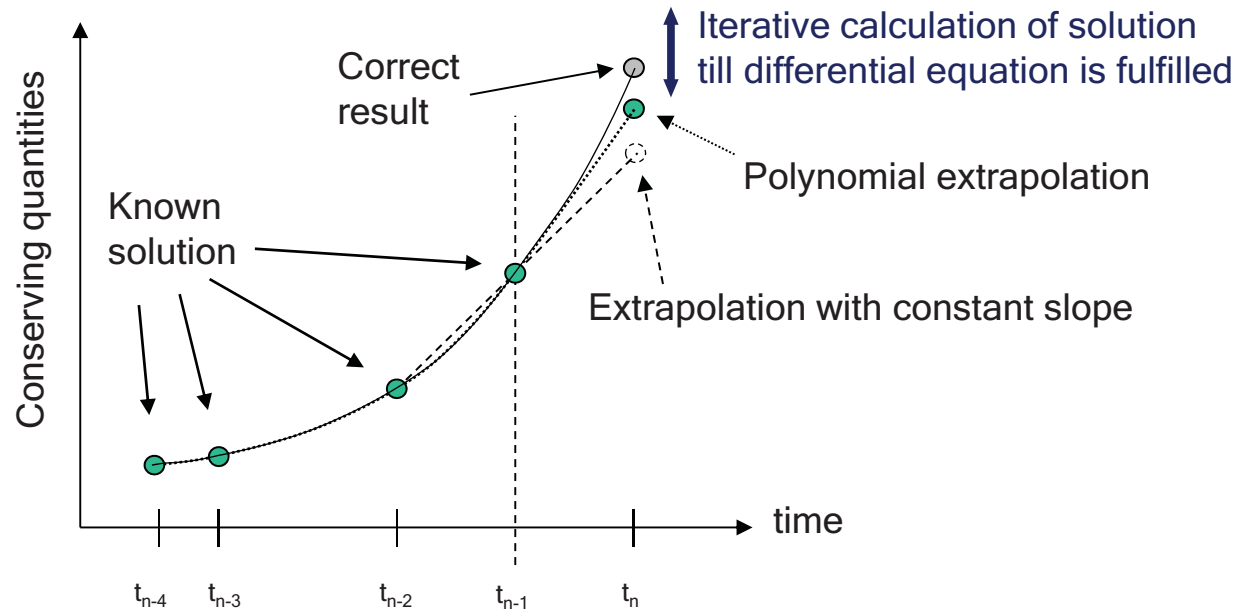 Iterative calculation of solution
till differential equation is fulfilled
Correct
result
Conserving quantities
Polynomial extrapolation
Known
solution
Extrapolation with constant slope
time
tn-4
tn-3
tn-2
tn-1
tn